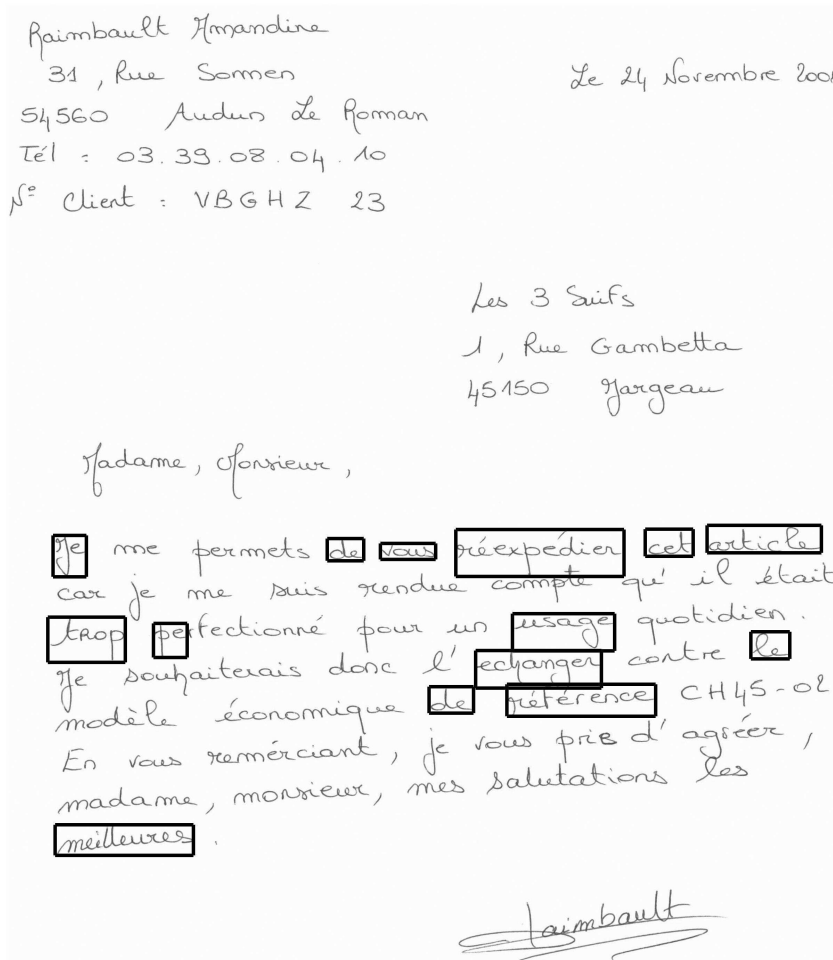 Raimbault Amandine
31, Rue Sommen
Le 24 Novembre
54560 Audun Le Roman
Tél : 03.39.08.04.10
N° Client : VBGHZ 23
Les 3 Suifs
1, Rue Gambetta
45150 Jargeau
Madame, Monsieur,
Je me permets de vous réexpédier cet article
car je me suis rendue compte qu'il était
trop perfectionné pour un usage quotidien.
Je souhaiterais donc l'echanger contre le
modèle économique de référence CH45-02
En vous remérciant, je vous prie d'agréer,
madame, monsieur, mes salutations les
meilleures.
Raimbault